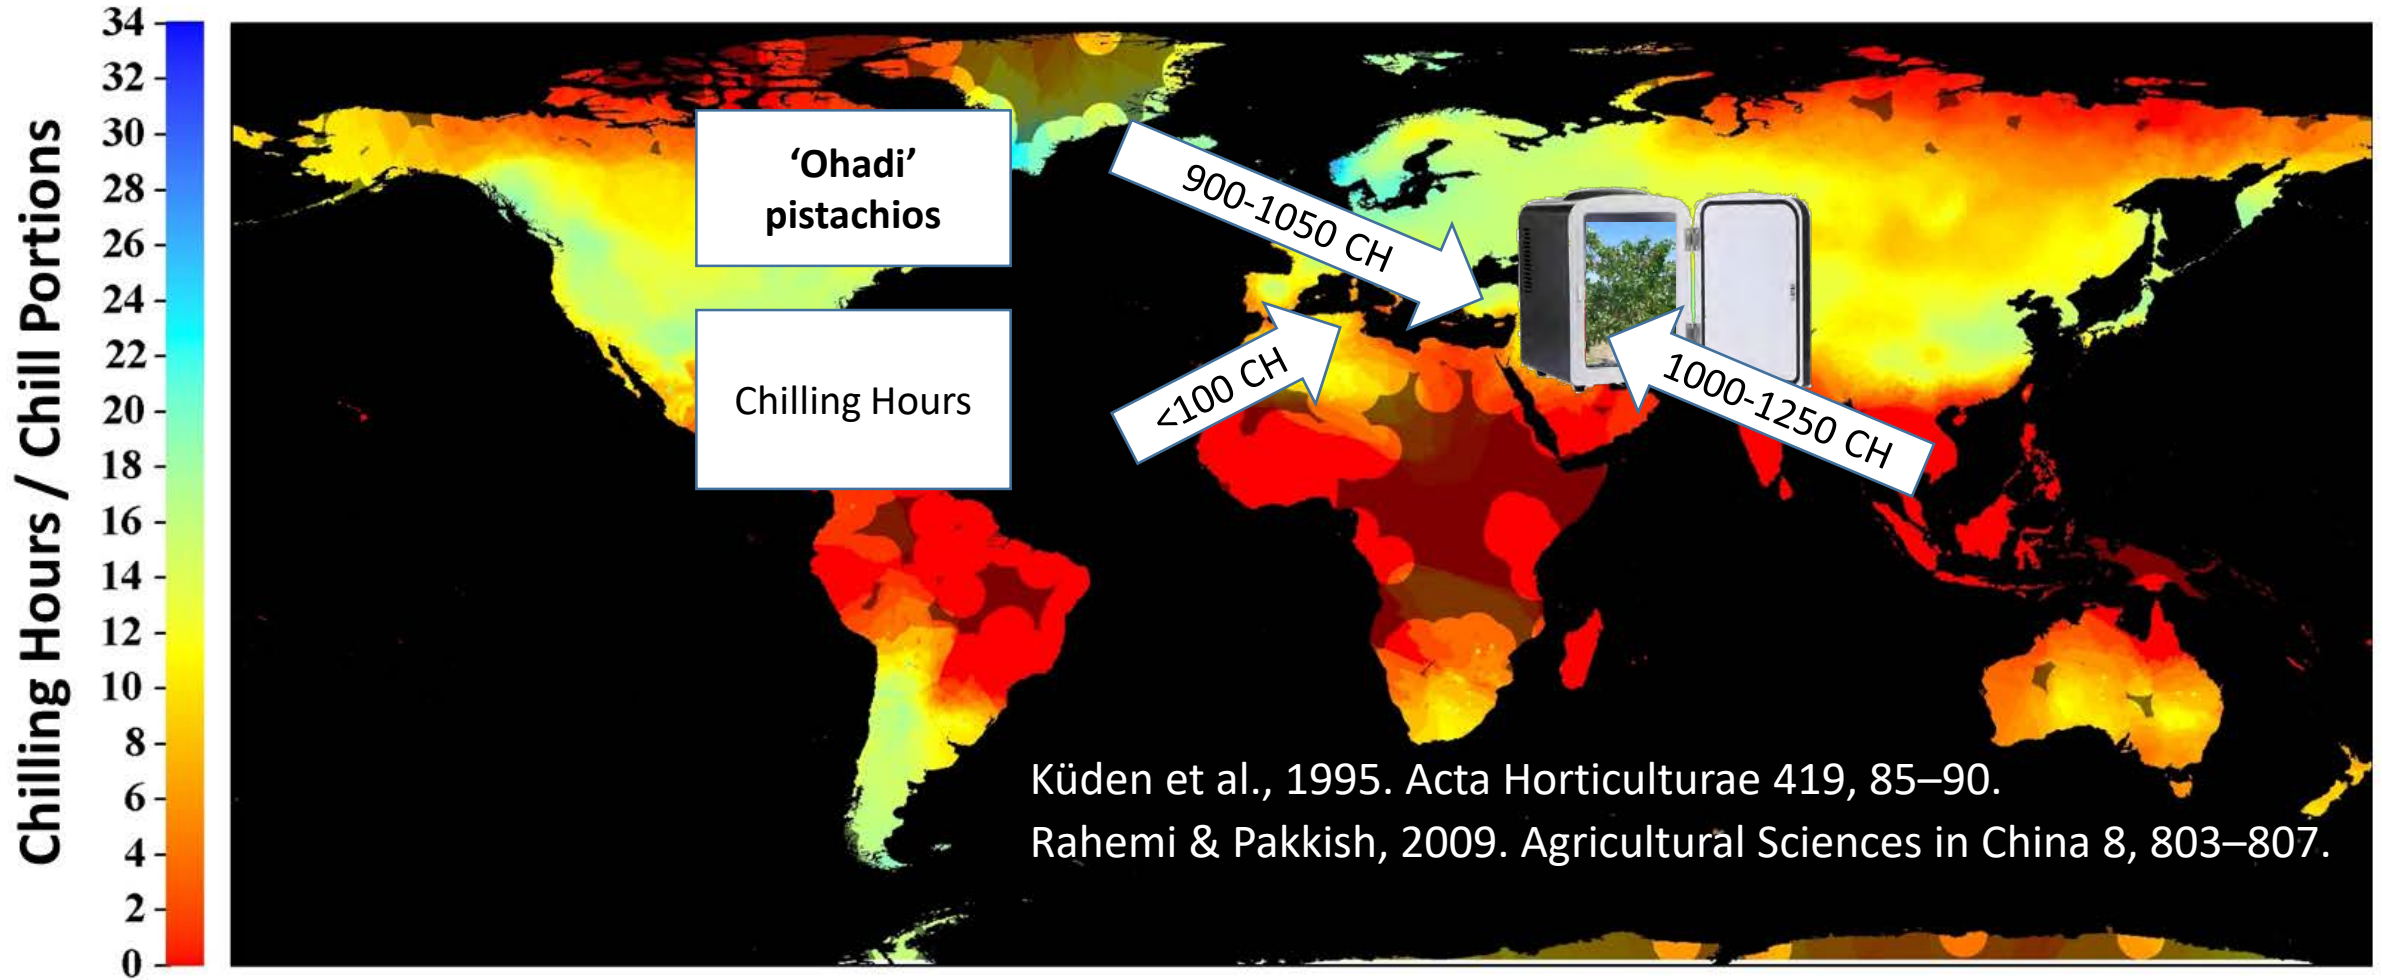 Chilling Hours / Chill Portions
34
32
30
28
26
24
22
20
18
16
14
12
10
8
6
4
2
0
‘Ohadi’
pistachios
Chilling Hours
900-1050 CH
<100 CH
1000-1250 CH
Küden et al., 1995. Acta Horticulturae 419, 85–90.
Rahemi & Pakkish, 2009. Agricultural Sciences in China 8, 803–807.